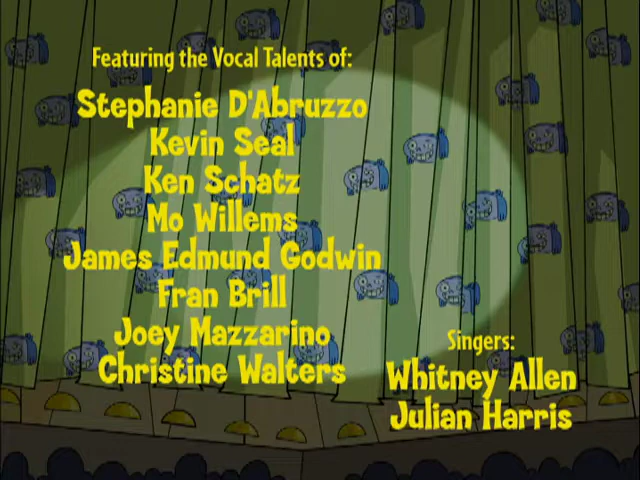 Featuring the Vocal Talents of:
Stephanie D'Abruzzo
Kevin Seal
Ken Schatz
Mo Willems
James Edmund Godwin
Fran Brill
Joey Mazzarino
Christine Walters
Singers:
Whitney Allen
Julian Harris